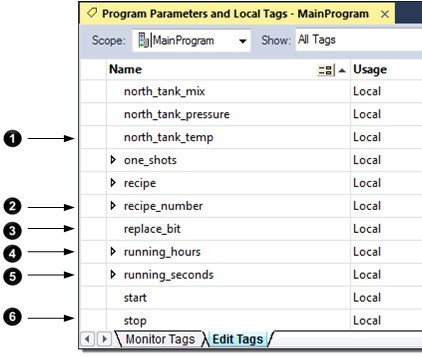 Program Parameters and Local Tags - MainProgram ×
Scope: MainProgram Show: All Tags
Name Usage
north_tank_mix Local
north_tank_pressure Local
1 north_tank_temp Local
one_shots Local
recipe Local
2 recipe_number Local
3 replace_bit Local
4 running_hours Local
5 running_seconds Local
start Local
6 stop Local
Monitor Tags Edit Tags